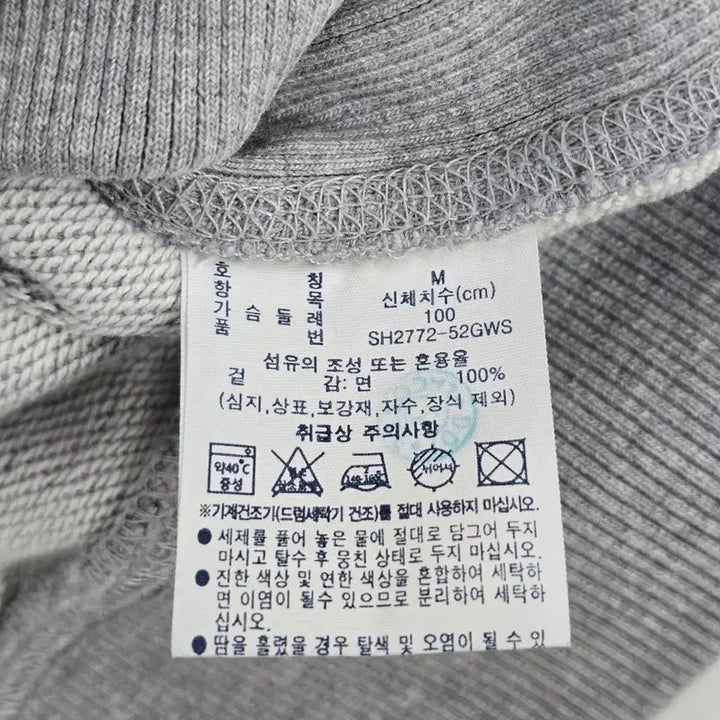 호칭 M
항목 신체치수(cm)
가슴둘레 100
품번 SH2772-52GWS
섬유의 조성 또는 혼용율
겉감: 면 100%
(심지,상표,보강재,자수,장식 제외)
취급상 주의사항
약40℃
중성
뉘어서
※기계건조기(드럼세탁기 건조)를 절대 사용하지 마십시오.
● 세제를 풀어 놓은 물에 절대로 담그어 두지
마시고 탈수 후 뭉친 상태로 두지 마십시오.
● 진한 색상 및 연한 색상을 혼합하여 세탁하
면 이염이 될수 있으므로 분리하여 세탁하
십시오.
● 땀을 흘렸을 경우 탈색 및 오염이 될 수 있